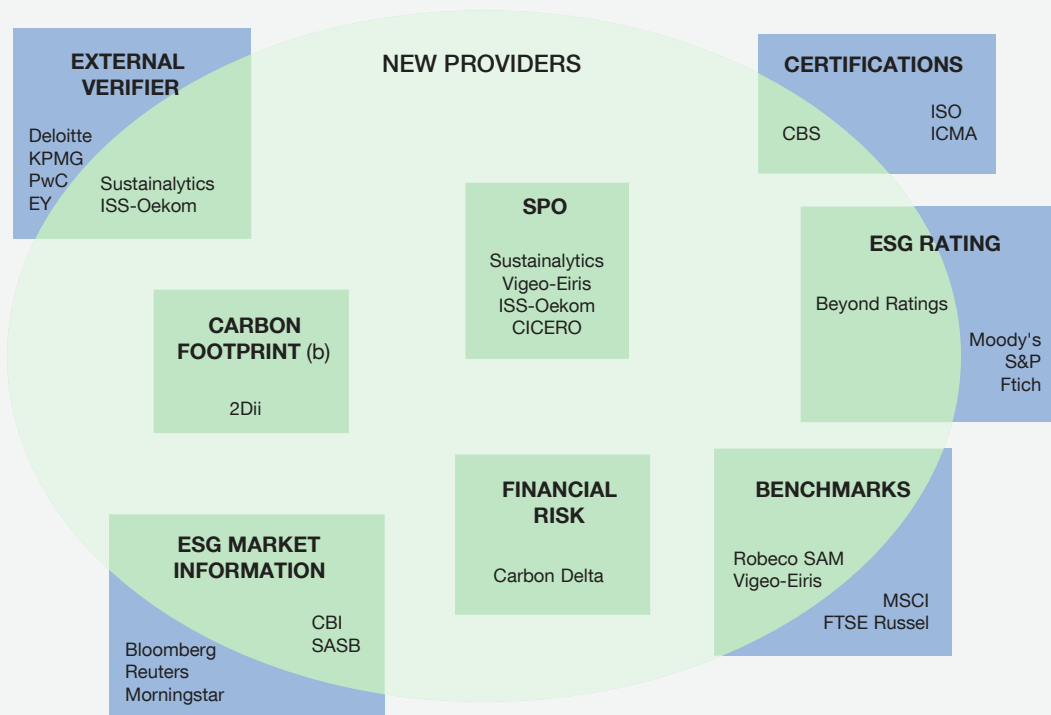 NEW PROVIDERS
EXTERNAL
VERIFIER
Deloitte
KPMG
PwC
EY
Sustainalytics
ISS-Oekom
CERTIFICATIONS
CBS
ISO
ICMA
SPO
Sustainalytics
Vigeo-Eiris
ISS-Oekom
CICERO
ESG RATING
Beyond Ratings
Moody's
S&P
Ftich
CARBON
FOOTPRINT (b)
2Dii
FINANCIAL
RISK
Carbon Delta
BENCHMARKS
Robeco SAM
Vigeo-Eiris
MSCI
FTSE Russel
ESG MARKET
INFORMATION
CBI
SASB
Bloomberg
Reuters
Morningstar